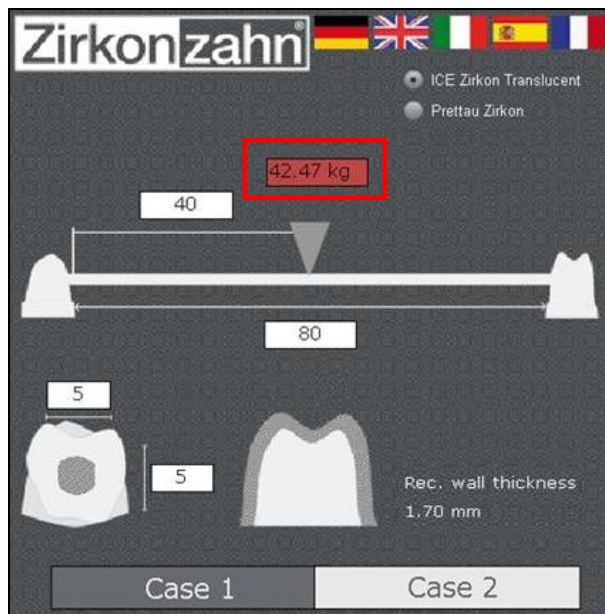 Zirkonzahn®
ICE Zirkon Translucent
Prettau Zirkon
42.47 kg
40
80
5
5
Rec. wall thickness
1.70 mm
Case 1
Case 2